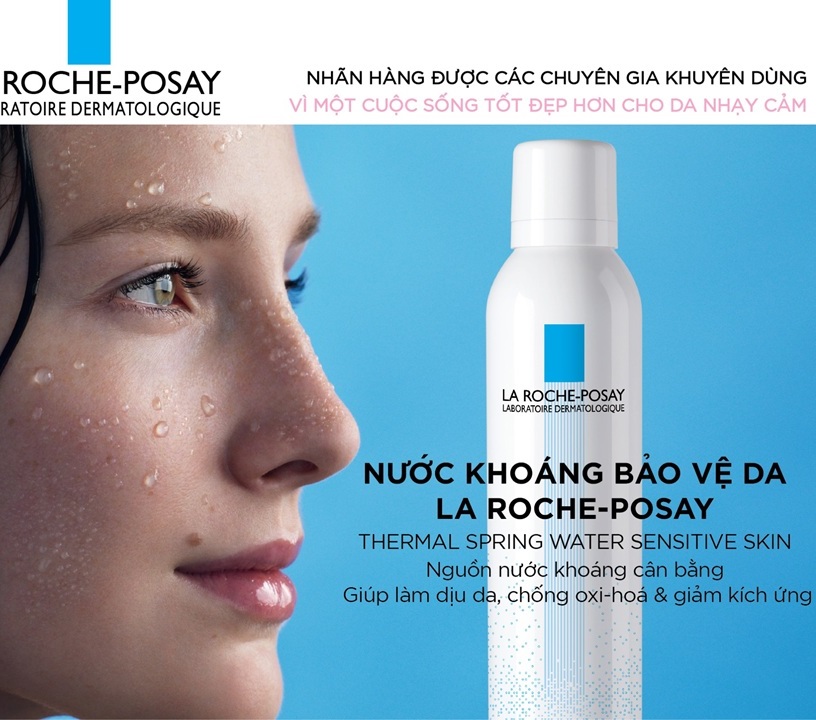 ROCHE-POSAY
RATOIRE DERMATOLOGIQUE
NHÃN HÀNG ĐƯỢC CÁC CHUYÊN GIA KHUYÊN DÙNG
VÌ MỘT CUỘC SỐNG TỐT ĐẸP HƠN CHO DA NHẠY CẢM
LA ROCHE-POSAY
LABORATOIRE DERMATOLOGIQUE
NƯỚC KHOÁNG BẢO VỆ DA
LA ROCHE-POSAY
THERMAL SPRING WATER SENSITIVE SKIN
Nguồn nước khoáng cân bằng
Giúp làm dịu da, chống oxi-hoá & giảm kích ứng